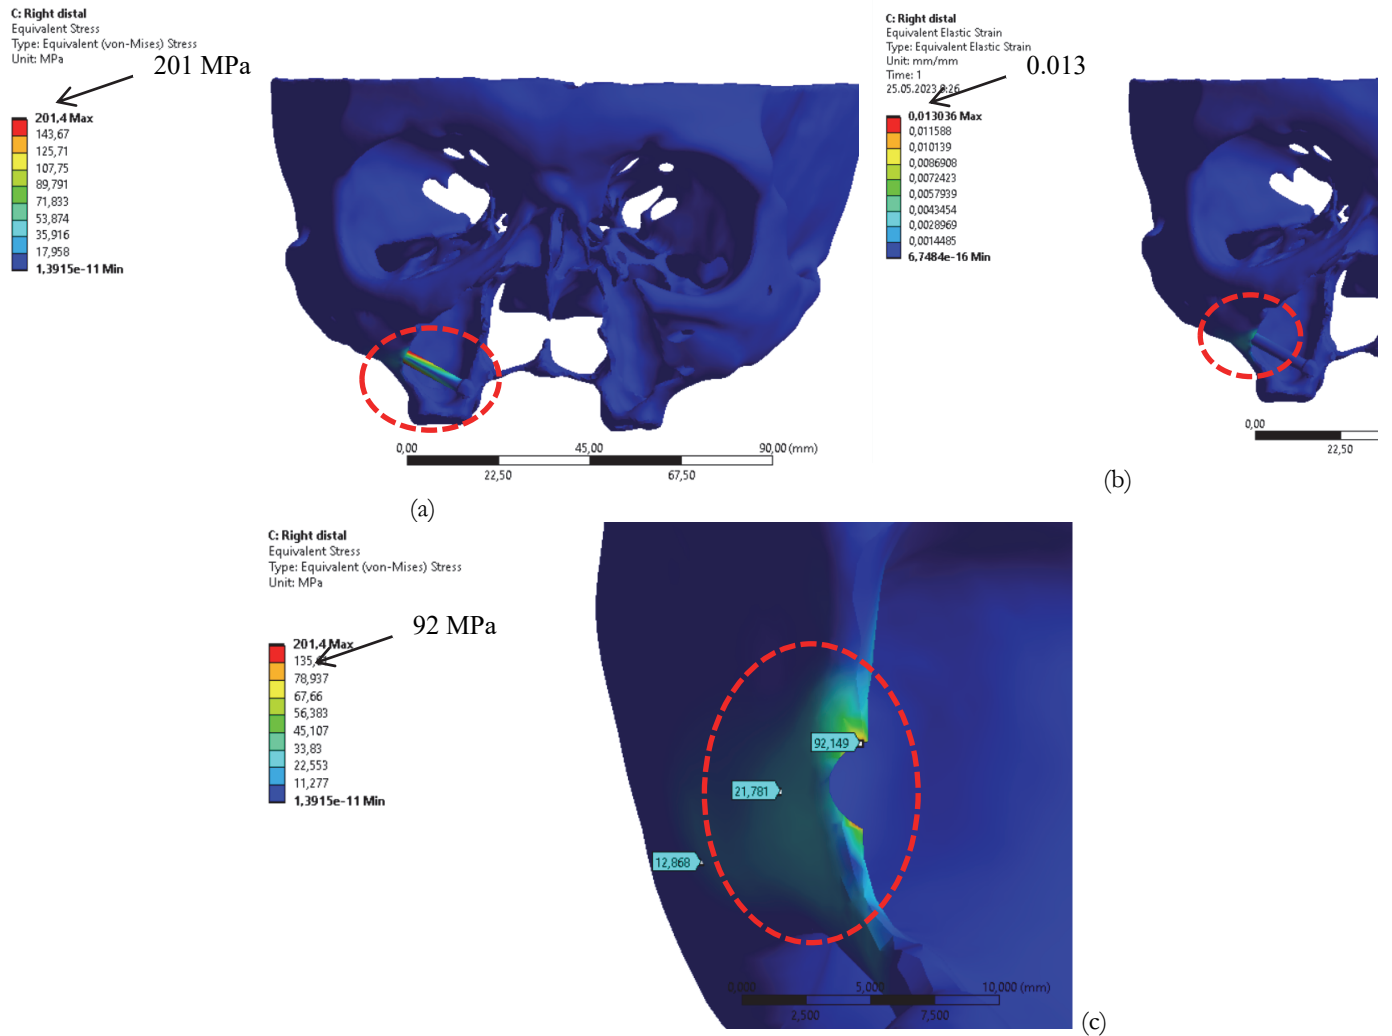 C: Right distal
Equivalent Stress
Type: Equivalent (von-Mises) Stress
Unit: MPa
201 MPa
201,4 Max
143,67
125,71
107,75
89,791
71,833
53,874
35,916
17,958
1,3915e-11 Min
0,00
45,00
90,00 (mm)
22,50
67,50
(a)
C: Right distal
Equivalent Elastic Strain
Type: Equivalent Elastic Strain
Unit: mm/mm
Time: 1
25.05.2023 9:26
0.013
0,013036 Max
0,011588
0,010139
0,0086908
0,0072423
0,0057939
0,0043454
0,0028969
0,0014485
6,7484e-16 Min
0,00
22,50
(b)
C: Right distal
Equivalent Stress
Type: Equivalent (von-Mises) Stress
Unit: MPa
92 MPa
201,4 Max
78,937
67,66
56,383
45,107
33,83
22,553
11,277
1,3915e-11 Min
92,149
21,781
12,868
0,000
5,000
10,000 (mm)
2,500
7,500
(c)